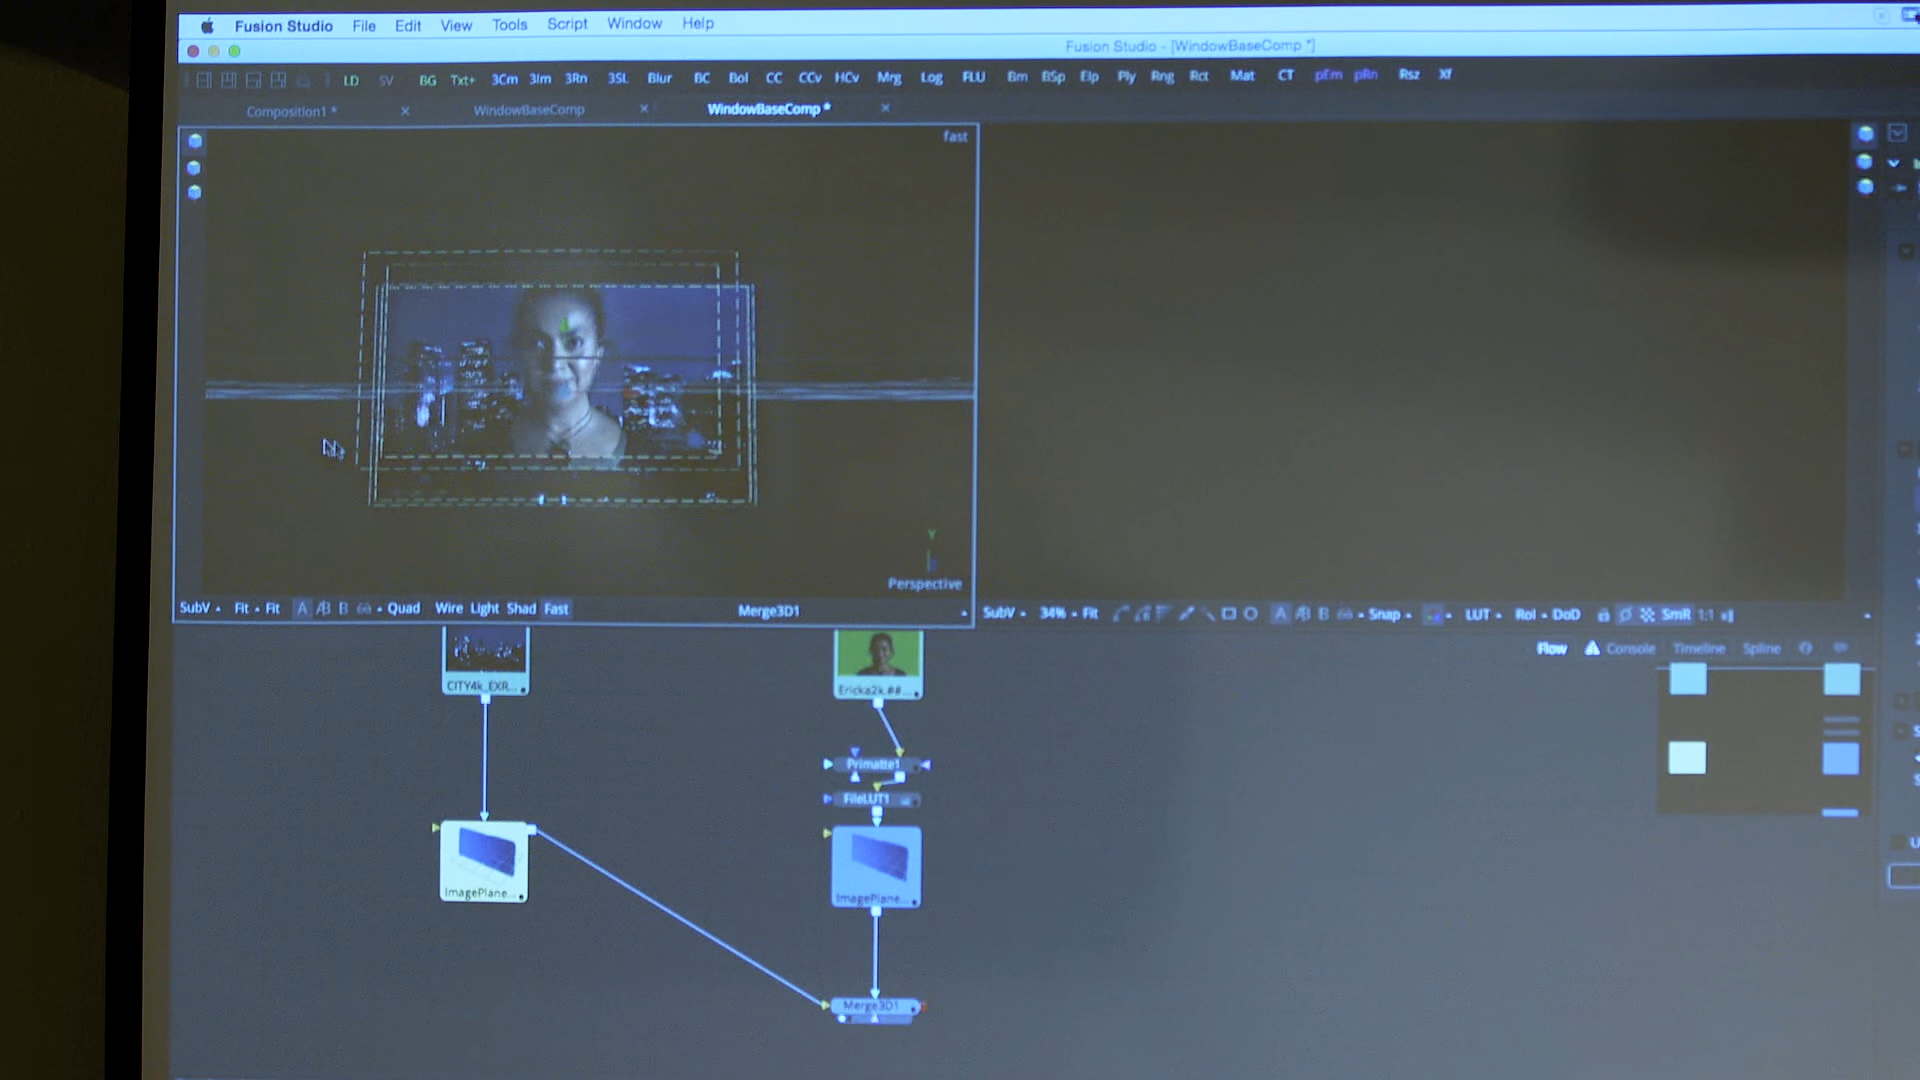 Fusion Studio File Edit View Tools Script Window Help
Fusion Studio - [WindowBaseComp *]
LD SV BG Txt+ 3Cm 3Im 3Rn 3SL Blur BC Bol CC CCv HCv Mrg Log FLU Bm BSp Elp Ply Rng Rct Mat CT pEm pRn Rsz Xf
Composition1 * WindowBaseComp WindowBaseComp *
fast
Y
Perspective
SubV Fit Fit A A/B B Quad Wire Light Shad Fast Merge3D1
SubV 34% Fit A A/B B Snap LUT RoI DoD SmR 1:1
Flow Console Timeline Spline
CITY4k_EXR...
Ericka2k.##...
Primatte1
FileLUT1
ImagePlane...
ImagePlane...
Merge3D1